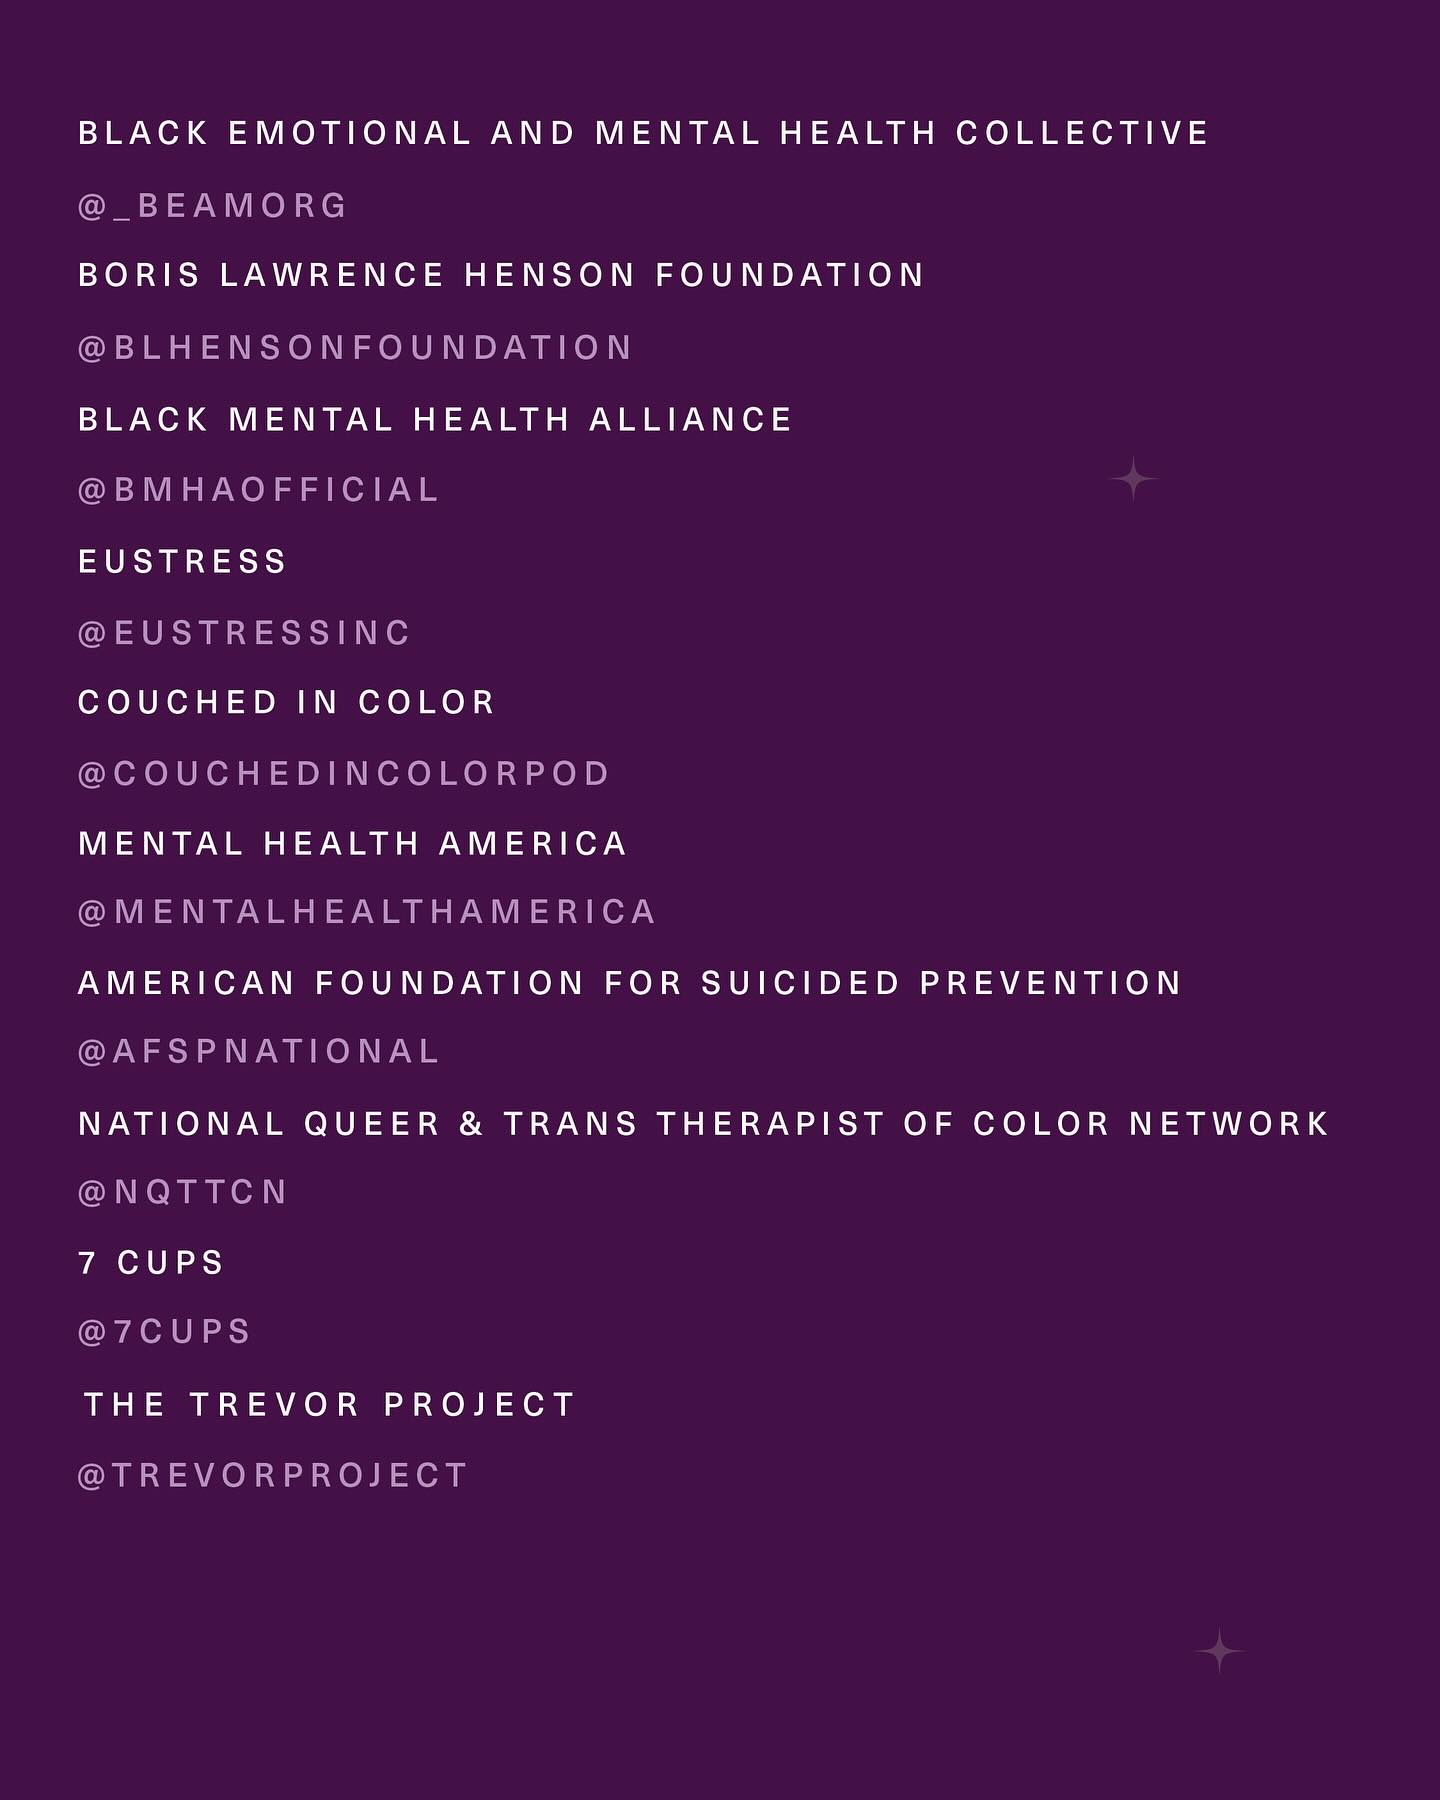 BLACK EMOTIONAL AND MENTAL HEALTH COLLECTIVE
@_BEAMORG
BORIS LAWRENCE HENSON FOUNDATION
@BLHENSONFOUNDATION
BLACK MENTAL HEALTH ALLIANCE
@BMHAOFFICIAL
EUSTRESS
@EUSTRESSINC
COUCHED IN COLOR
@COUCHEDINCOLORPOD
MENTAL HEALTH AMERICA
@MENTALHEALTHAMERICA
AMERICAN FOUNDATION FOR SUICIDED PREVENTION
@AFSPNATIONAL
NATIONAL QUEER & TRANS THERAPIST OF COLOR NETWORK
@NQTTCN
7 CUPS
@7CUPS
THE TREVOR PROJECT
@TREVORPROJECT